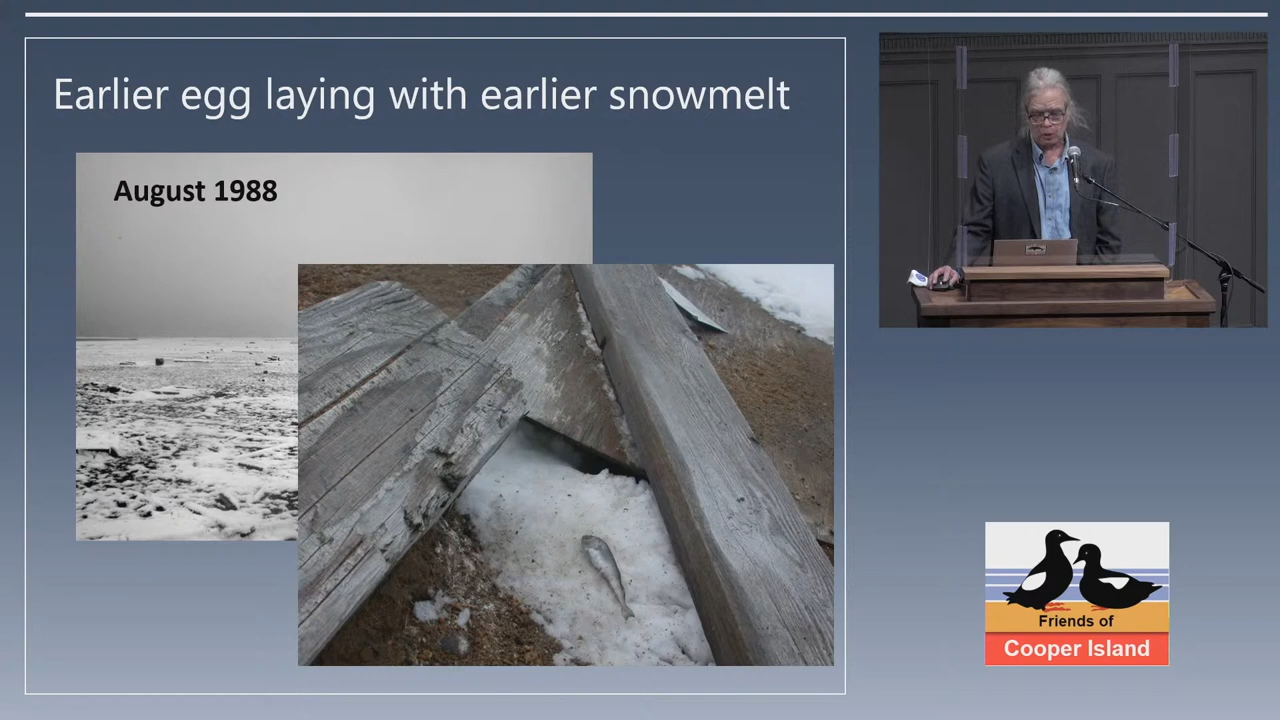 Earlier egg laying with earlier snowmelt
August 1988
Friends of
Cooper Island